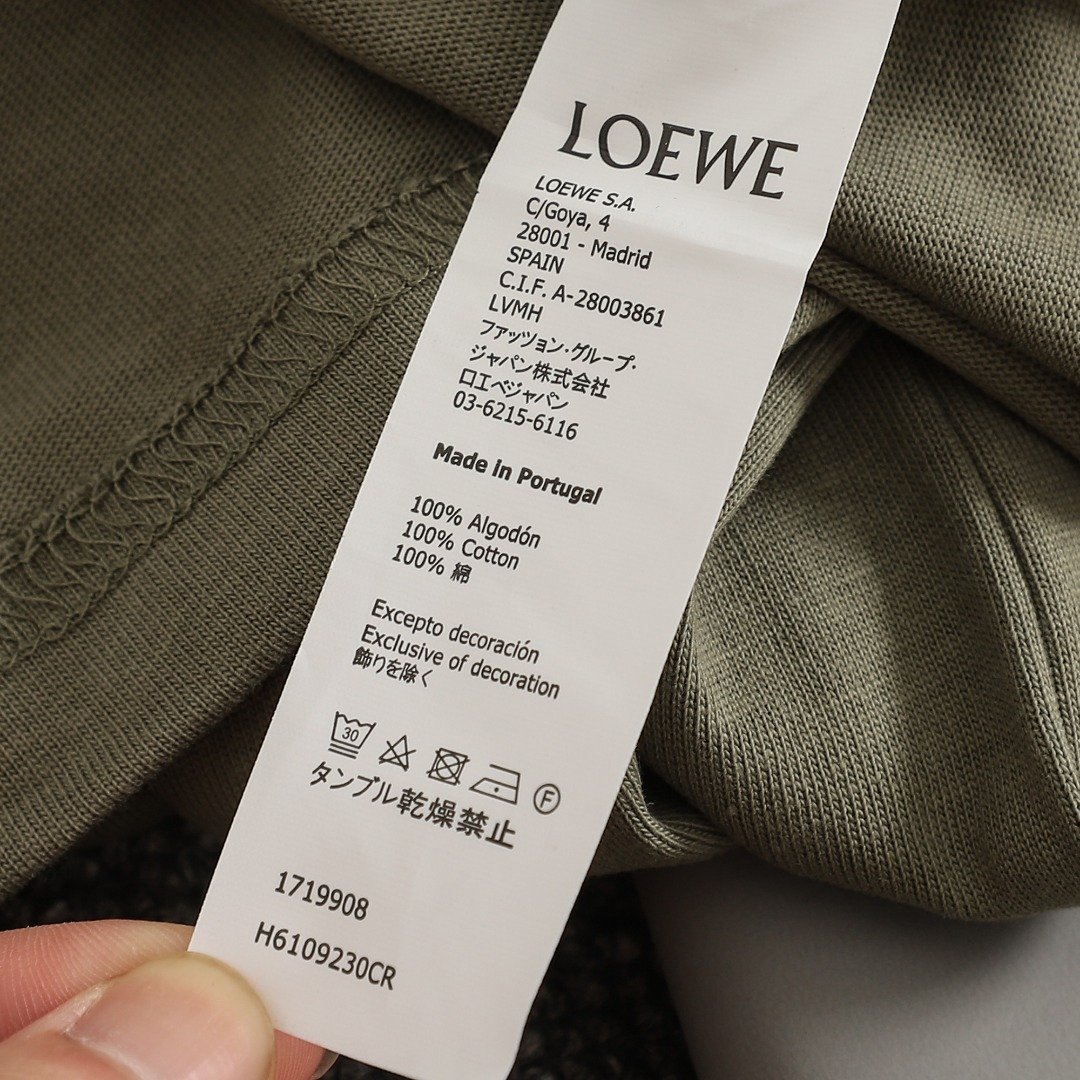 LOEWE
LOEWE S.A.
C/Goya, 4
28001 - Madrid
SPAIN
C.I.F. A-28003861
LVMH
ファッツョン・グループ・
ジャパン株式会社
口エベジャパン
03-6215-6116
Made in Portugal
100% Algodón
100% Cotton
100% 綿
Excepto decoración
Exclusive of decoration
飾りを除く
30 F
タンブル乾燥禁止
1719908
H6109230CR